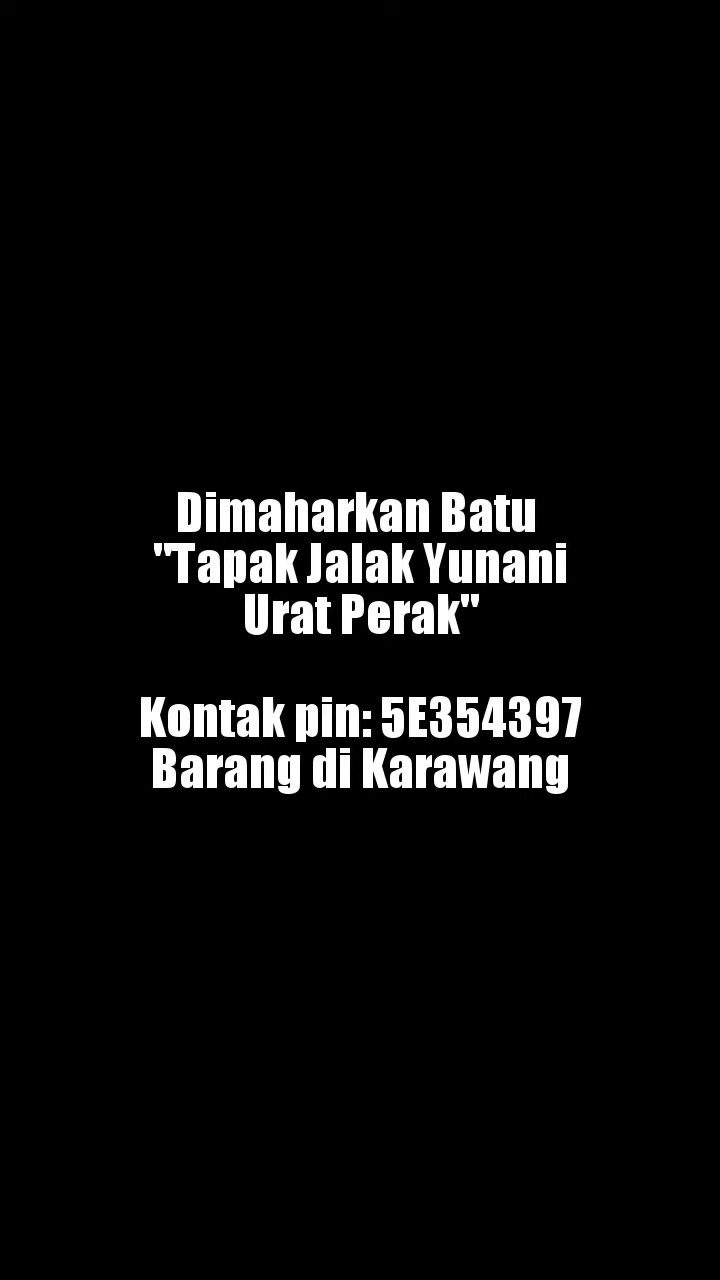 Dimaharkan Batu
"Tapak Jalak Yunani
Urat Perak"
Kontak pin: 5E354397
Barang di Karawang